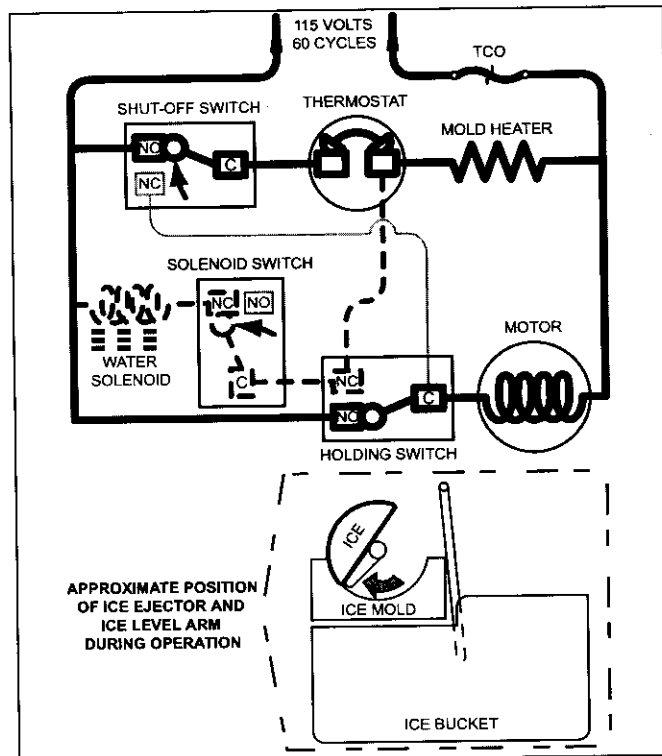 115 VOLTS
60 CYCLES
TCO
SHUT-OFF SWITCH
THERMOSTAT
MOLD HEATER
NO
C
NC
SOLENOID SWITCH
NC
NO
MOTOR
WATER
SOLENOID
C
NC
C
NO
HOLDING SWITCH
ICE
APPROXIMATE POSITION
OF ICE EJECTOR AND
ICE LEVEL ARM
DURING OPERATION
ICE MOLD
ICE BUCKET